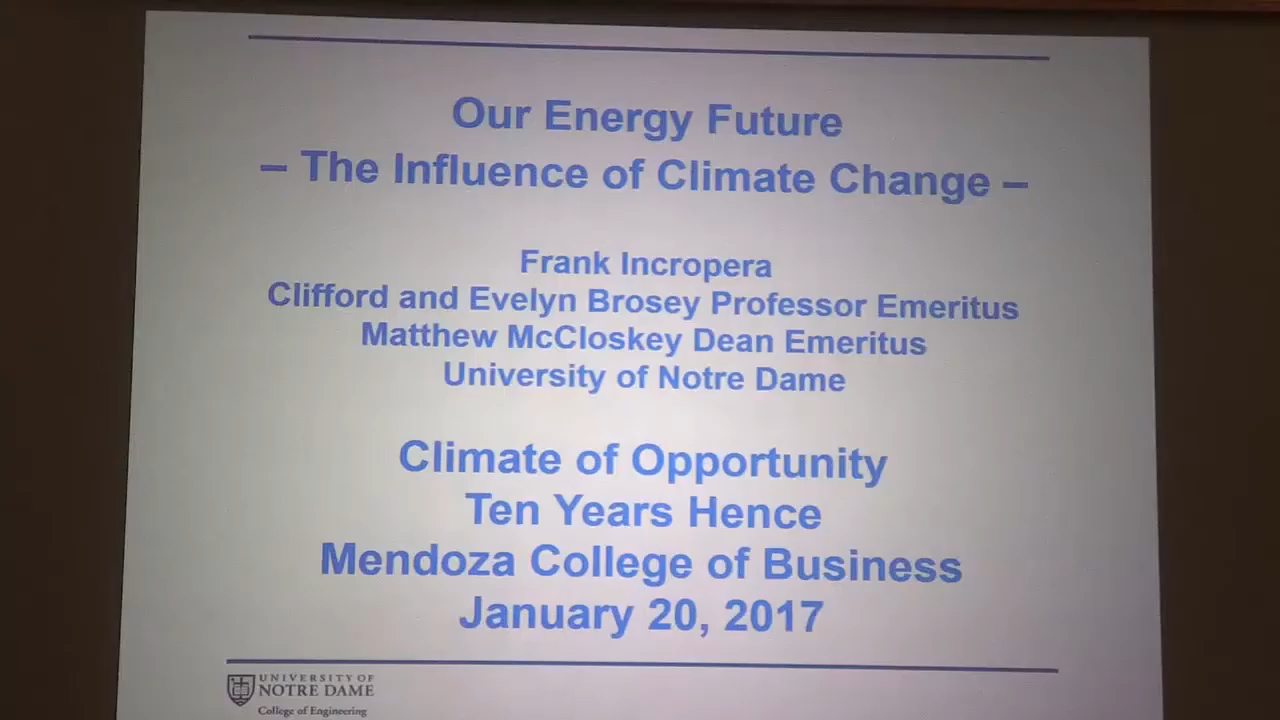 Our Energy Future
– The Influence of Climate Change –
Frank Incropera
Clifford and Evelyn Brosey Professor Emeritus
Matthew McCloskey Dean Emeritus
University of Notre Dame
Climate of Opportunity
Ten Years Hence
Mendoza College of Business
January 20, 2017
UNIVERSITY OF
NOTRE DAME
College of Engineering